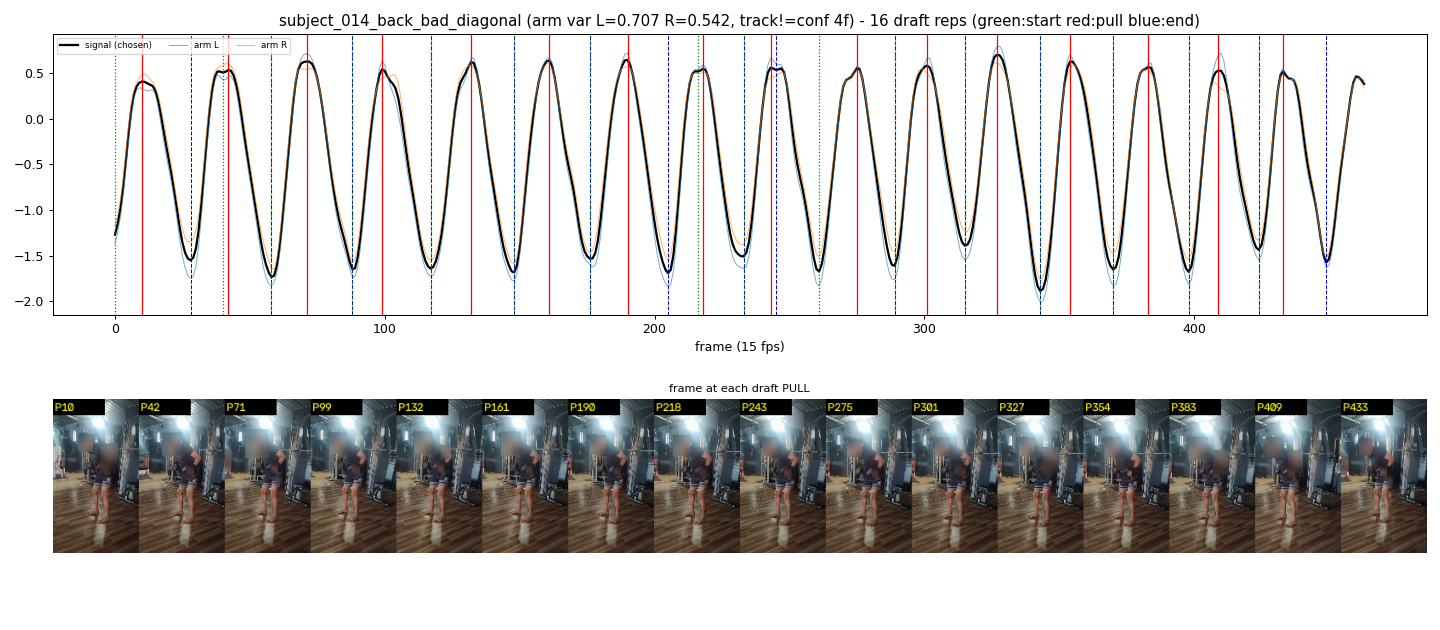 subject_014_back_bad_diagonal (arm var L=0.707 R=0.542, track!=conf 4f) - 16 draft reps (green:start red:pull blue:end)
signal (chosen) arm L arm R
0.5
0.0
−0.5
−1.0
−1.5
−2.0
0 100 200 300 400
frame (15 fps)
frame at each draft PULL
P10 P42 P71 P99 P132 P161 P190 P218 P243 P275 P301 P327 P354 P383 P409 P433